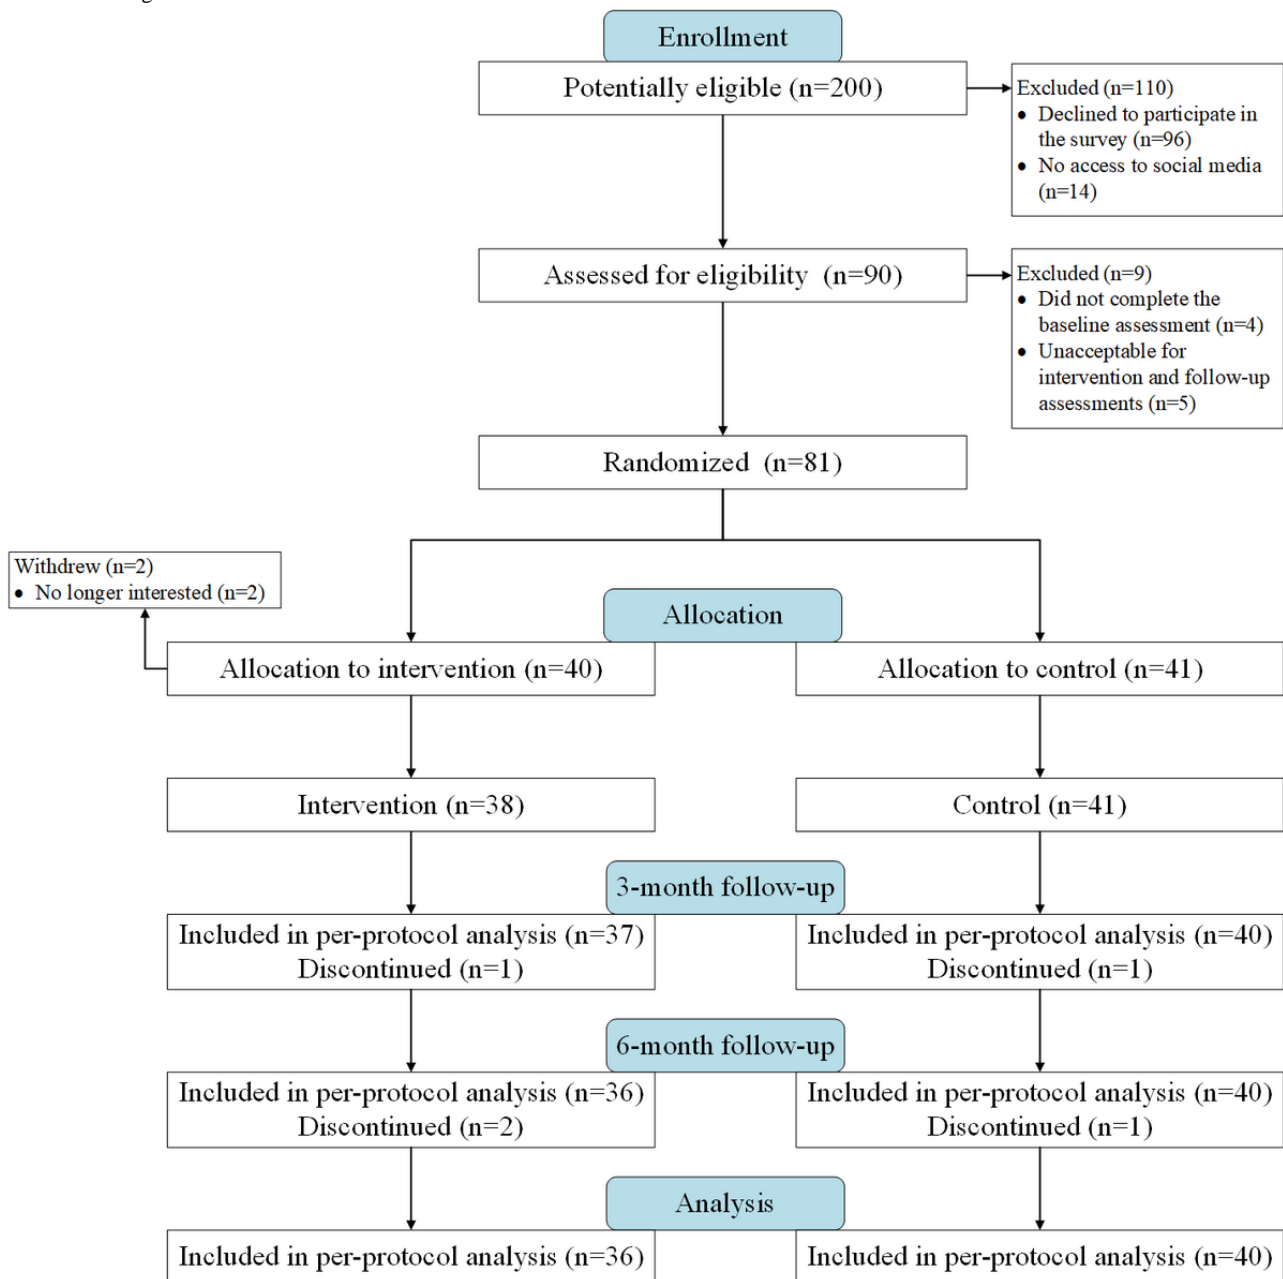 Enrollment
Potentially eligible (n=200)
Excluded (n=110)
• Declined to participate in
the survey (n=96)
• No access to social media
(n=14)
Assessed for eligibility (n=90)
Excluded (n=9)
• Did not complete the
baseline assessment (n=4)
• Unacceptable for
intervention and follow-up
assessments (n=5)
Randomized (n=81)
Withdrew (n=2)
• No longer interested (n=2)
Allocation
Allocation to intervention (n=40)
Allocation to control (n=41)
Intervention (n=38)
Control (n=41)
3-month follow-up
Included in per-protocol analysis (n=37)
Discontinued (n=1)
Included in per-protocol analysis (n=40)
Discontinued (n=1)
6-month follow-up
Included in per-protocol analysis (n=36)
Discontinued (n=2)
Included in per-protocol analysis (n=40)
Discontinued (n=1)
Analysis
Included in per-protocol analysis (n=36)
Included in per-protocol analysis (n=40)